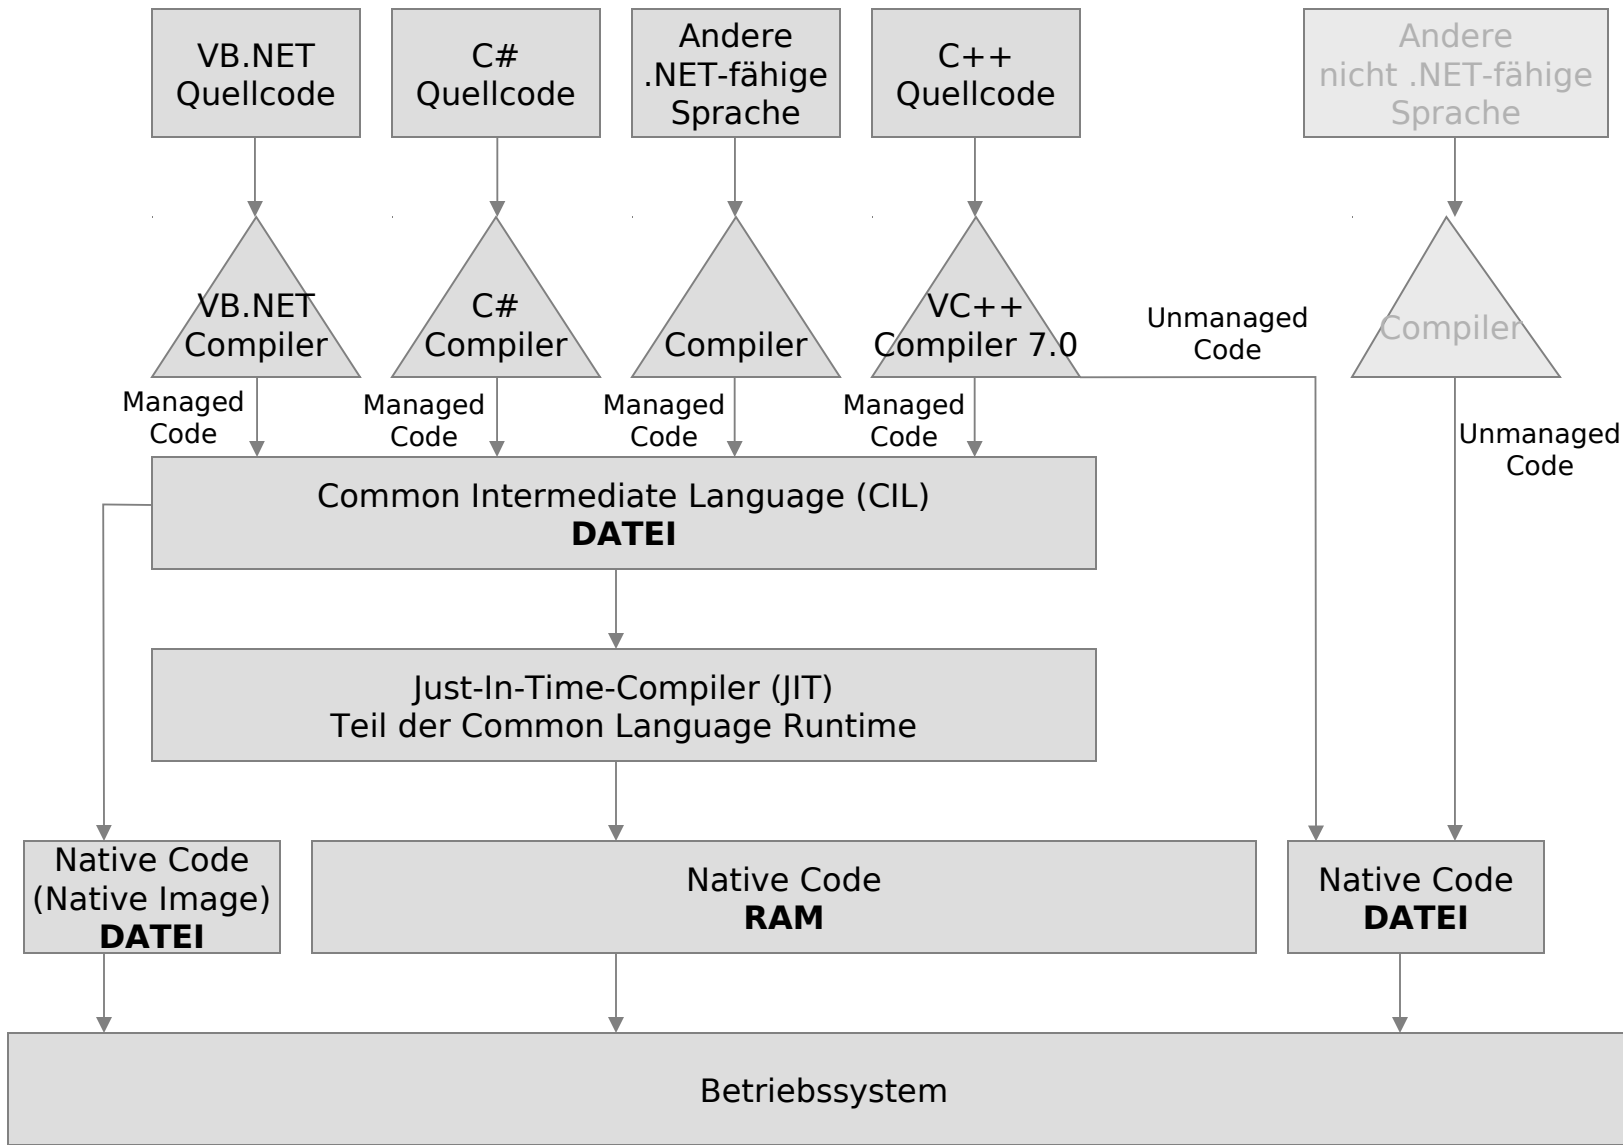 VB.NET
Quellcode
C#
Quellcode
Andere
.NET-fähige
Sprache
C++
Quellcode
Andere
nicht .NET-fähige
Sprache
VB.NET
Compiler
C#
Compiler
Compiler
VC++
Compiler 7.0
Unmanaged
Code
Compiler
Managed
Code
Managed
Code
Managed
Code
Managed
Code
Unmanaged
Code
Common Intermediate Language (CIL)
DATEI
Just-In-Time-Compiler (JIT)
Teil der Common Language Runtime
Native Code
(Native Image)
DATEI
Native Code
RAM
Native Code
DATEI
Betriebssystem